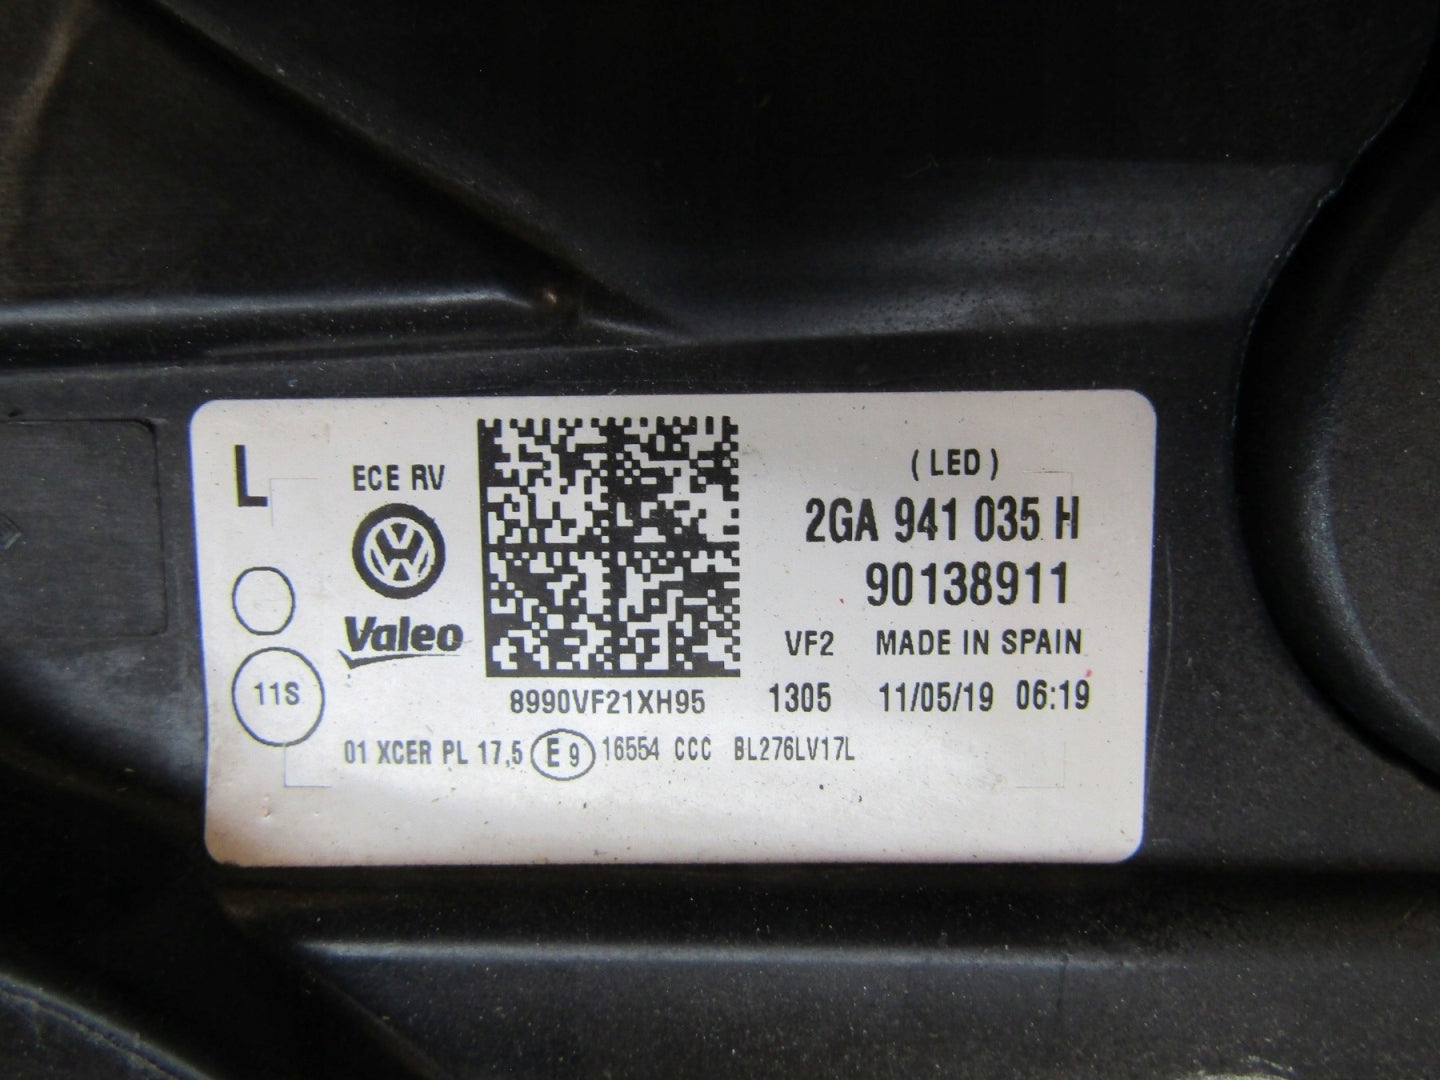 L
ECE RV
(LED)
2GA 941 035 H
90138911
Valeo
VF2 MADE IN SPAIN
11S
8990VF21XH95 1305 11/05/19 06:19
01 XCER PL 17,5 E9 16554 CCC BL276LV17L